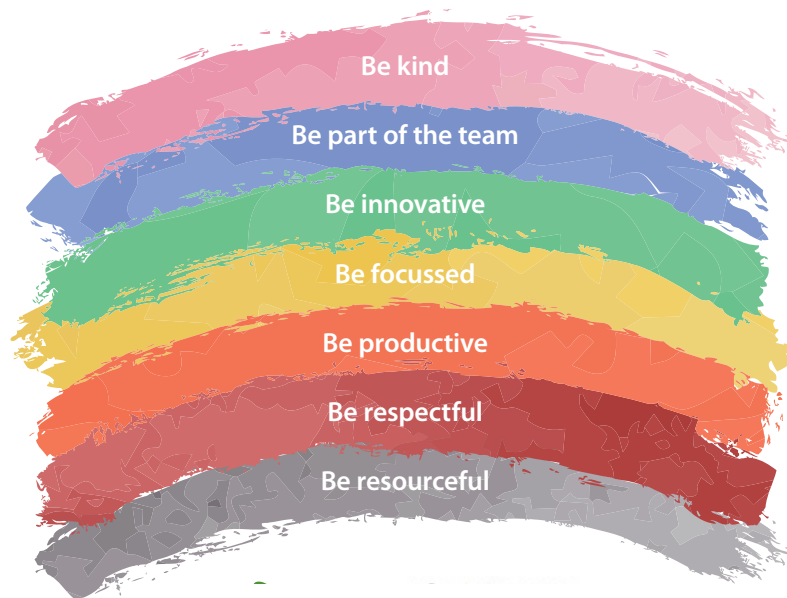 Be kind
Be part of the team
Be innovative
Be focussed
Be productive
Be respectful
Be resourceful